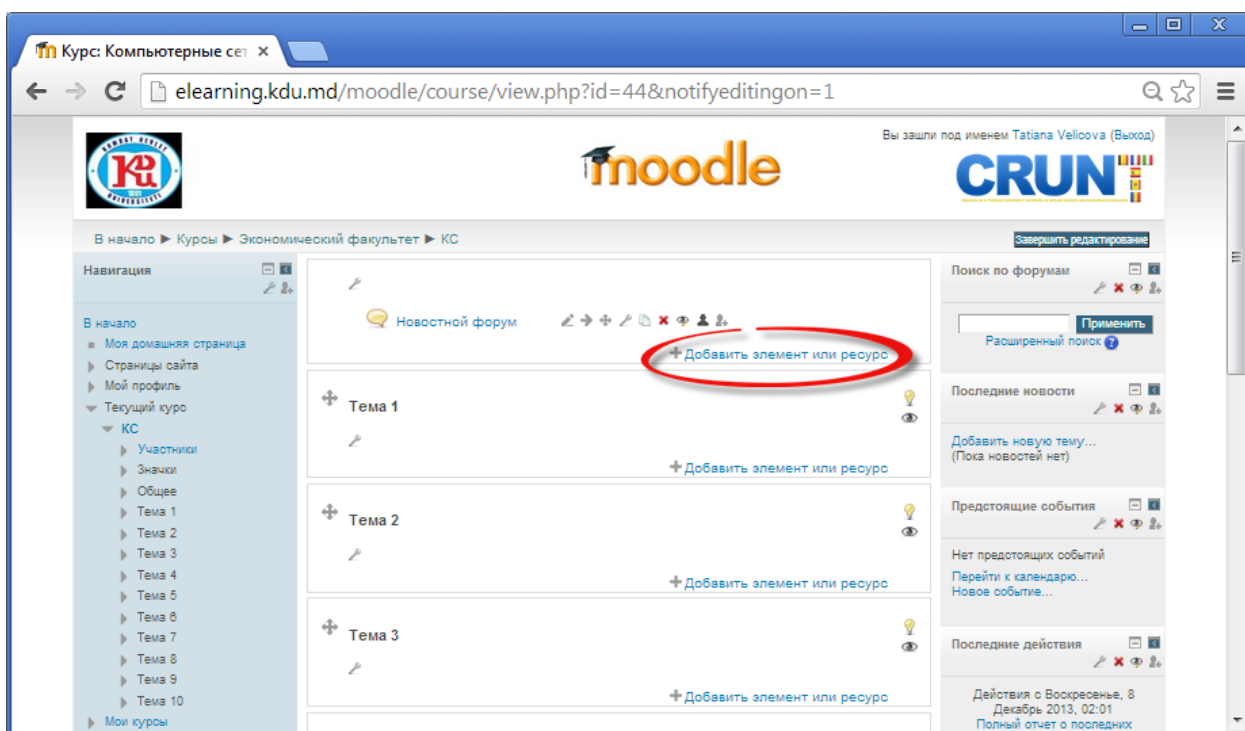 Курс: Компьютерные сет
elearning.kdu.md/moodle/course/view.php?id=44&notifyeditingon=1
Вы зашли под именем Tatiana Velicova (Выход)
moodle
CRUNT
В начало ▶ Курсы ▶ Экономический факультет ▶ КС
Завершить редактирование
Навигация
В начало
Моя домашняя страница
Страницы сайта
Мой профиль
Текущий курс
КС
Участники
Значки
Общее
Тема 1
Тема 2
Тема 3
Тема 4
Тема 5
Тема 6
Тема 7
Тема 8
Тема 9
Тема 10
Мои курсы
Новостной форум
Добавить элемент или ресурс
Тема 1
Добавить элемент или ресурс
Тема 2
Добавить элемент или ресурс
Тема 3
Добавить элемент или ресурс
Поиск по форумам
Применить
Расширенный поиск
Последние новости
Добавить новую тему...
(Пока новостей нет)
Предстоящие события
Нет предстоящих событий
Перейти к календарю...
Новое событие...
Последние действия
Действия с Воскресенье, 8
Декабрь 2013, 02:01
Полный отчет о последних